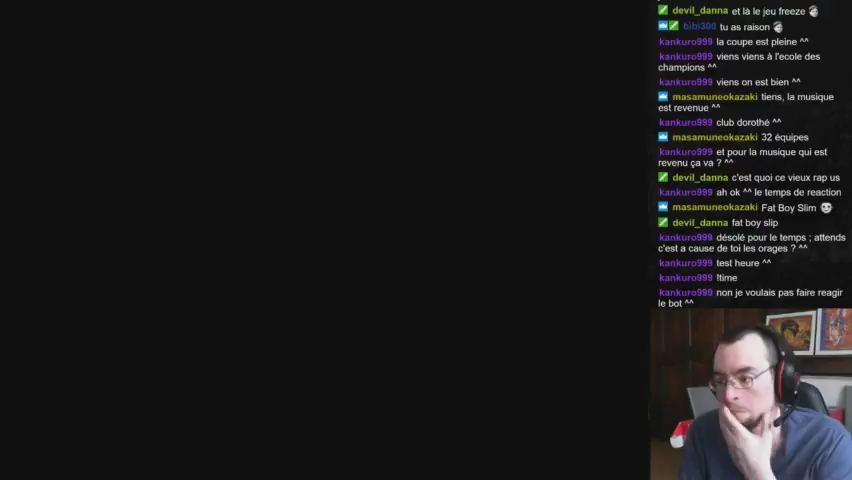 devil_danna et là le jeu freeze
bibi300 tu as raison
kankuro999 la coupe est pleine ^^
kankuro999 viens viens à l'ecole des
champions ^^
kankuro999 viens on est bien ^^
masamuneokazaki tiens, la musique
est revenue ^^
kankuro999 club dorothé ^^
masamuneokazaki 32 équipes
kankuro999 et pour la musique qui est
revenu ça va ? ^^
devil_danna c'est quoi ce vieux rap us
kankuro999 ah ok ^^ le temps de reaction
masamuneokazaki Fat Boy Slim
devil_danna fat boy slip
kankuro999 désolé pour le temps ; attends
c'est a cause de toi les orages ? ^^
kankuro999 test heure ^^
kankuro999 !time
kankuro999 non je voulais pas faire reagir
le bot ^^